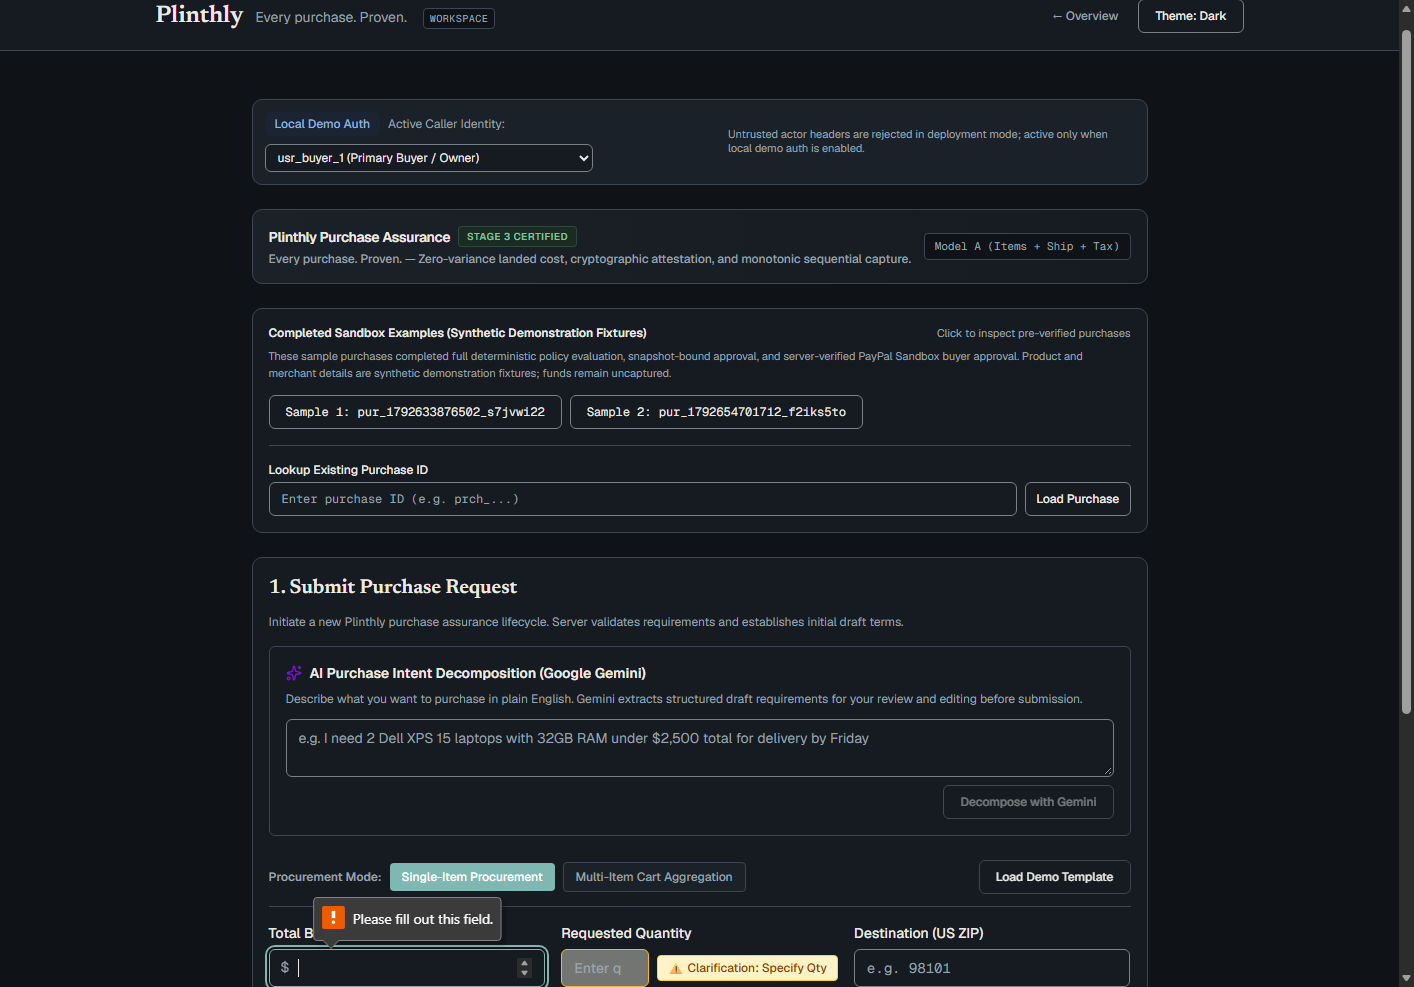 Plinthly Every purchase. Proven. WORKSPACE ← Overview Theme: Dark
Local Demo Auth Active Caller Identity:
usr_buyer_1 (Primary Buyer / Owner)
Untrusted actor headers are rejected in deployment mode; active only when
local demo auth is enabled.
Plinthly Purchase Assurance STAGE 3 CERTIFIED
Every purchase. Proven. — Zero-variance landed cost, cryptographic attestation, and monotonic sequential capture.
Model A (Items + Ship + Tax)
Completed Sandbox Examples (Synthetic Demonstration Fixtures) Click to inspect pre-verified purchases
These sample purchases completed full deterministic policy evaluation, snapshot-bound approval, and server-verified PayPal Sandbox buyer approval. Product and
merchant details are synthetic demonstration fixtures; funds remain uncaptured.
Sample 1: pur_1792633876502_s7jvwi22 Sample 2: pur_1792654701712_f2iks5to
Lookup Existing Purchase ID
Enter purchase ID (e.g. prch_...) Load Purchase
1. Submit Purchase Request
Initiate a new Plinthly purchase assurance lifecycle. Server validates requirements and establishes initial draft terms.
AI Purchase Intent Decomposition (Google Gemini)
Describe what you want to purchase in plain English. Gemini extracts structured draft requirements for your review and editing before submission.
e.g. I need 2 Dell XPS 15 laptops with 32GB RAM under $2,500 total for delivery by Friday
Decompose with Gemini
Procurement Mode: Single-Item Procurement Multi-Item Cart Aggregation Load Demo Template
! Please fill out this field.
Total B Requested Quantity Destination (US ZIP)
$ Enter q ⚠ Clarification: Specify Qty e.g. 98101